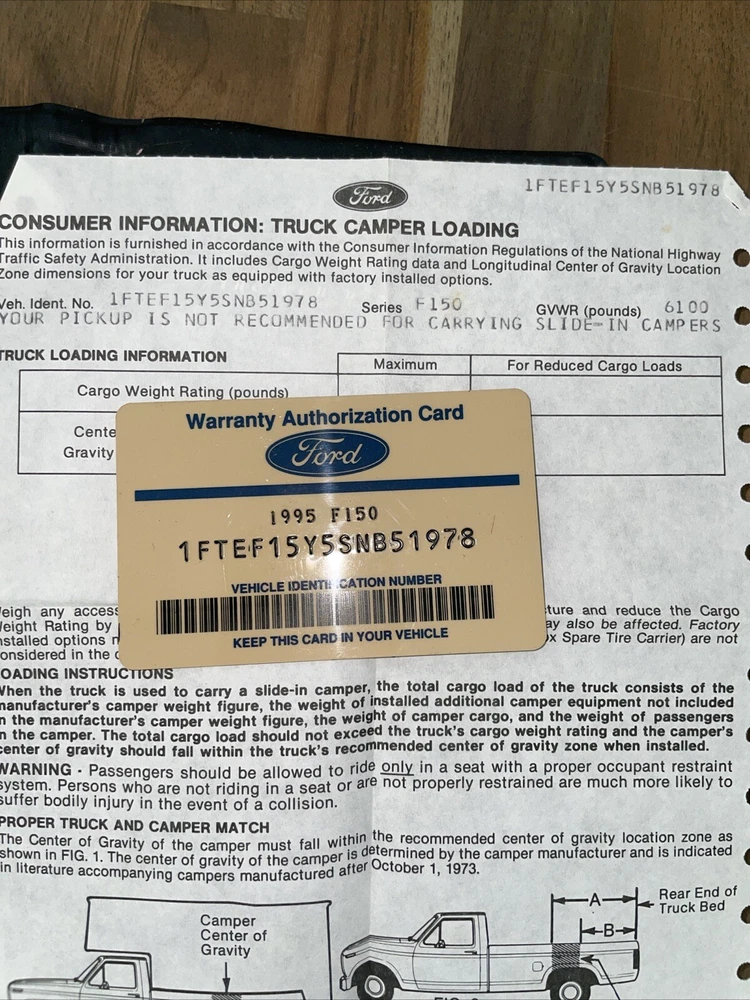 Ford
1FTEF15Y5SNB51978
CONSUMER INFORMATION: TRUCK CAMPER LOADING
This information is furnished in accordance with the Consumer Information Regulations of the National Highway
Traffic Safety Administration. It includes Cargo Weight Rating data and Longitudinal Center of Gravity Location
Zone dimensions for your truck as equipped with factory installed options.
Veh. Ident. No. 1FTEF15Y5SNB51978 Series F150 GVWR (pounds) 6100
YOUR PICKUP IS NOT RECOMMENDED FOR CARRYING SLIDE-IN CAMPERS
TRUCK LOADING INFORMATION
Maximum
For Reduced Cargo Loads
Cargo Weight Rating (pounds)
Cente
Gravity
Warranty Authorization Card
Ford
1995 F150
1FTEF15Y5SNB51978
VEHICLE IDENTIFICATION NUMBER
KEEP THIS CARD IN YOUR VEHICLE
eigh any access ture and reduce the Cargo
eight Rating by ay also be affected. Factory
nstalled options n x Spare Tire Carrier) are not
onsidered in the c
OADING INSTRUCTIONS
When the truck is used to carry a slide-in camper, the total cargo load of the truck consists of the
manufacturer's camper weight figure, the weight of installed additional camper equipment not included
in the manufacturer's camper weight figure, the weight of camper cargo, and the weight of passengers
in the camper. The total cargo load should not exceed the truck's cargo weight rating and the camper's
center of gravity should fall within the truck's recommended center of gravity zone when installed.
WARNING - Passengers should be allowed to ride only in a seat with a proper occupant restraint
system. Persons who are not riding in a seat or are not properly restrained are much more likely to
suffer bodily injury in the event of a collision.
PROPER TRUCK AND CAMPER MATCH
The Center of Gravity of the camper must fall within the recommended center of gravity location zone as
shown in FIG. 1. The center of gravity of the camper is determined by the camper manufacturer and is indicated
in literature accompanying campers manufactured after October 1, 1973.
Camper
Center of
Gravity
A
B
Rear End of
Truck Bed